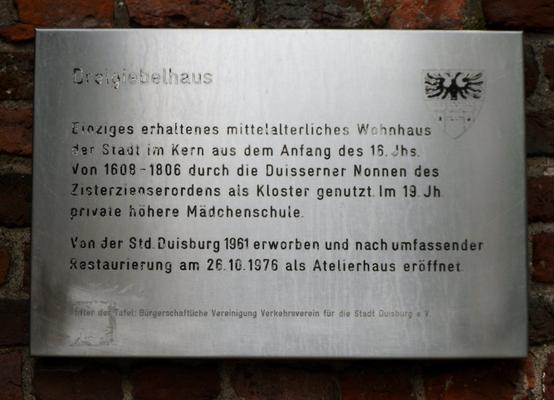 Dreigiebelhaus
Einziges erhaltenes mittelalterliches Wohnhaus
der Stadt im Kern aus dem Anfang des 16. Jhs.
Von 1608-1806 durch die Duisserner Nonnen des
Zisterzienserordens als Kloster genutzt. Im 19. Jh.
private höhere Mädchenschule.
Von der Std. Duisburg 1961 erworben und nach umfassender
Restaurierung am 26.10.1976 als Atelierhaus eröffnet.
Stifter der Tafel: Bürgerschaftliche Vereinigung Verkehrsverein für die Stadt Duisburg e.V.